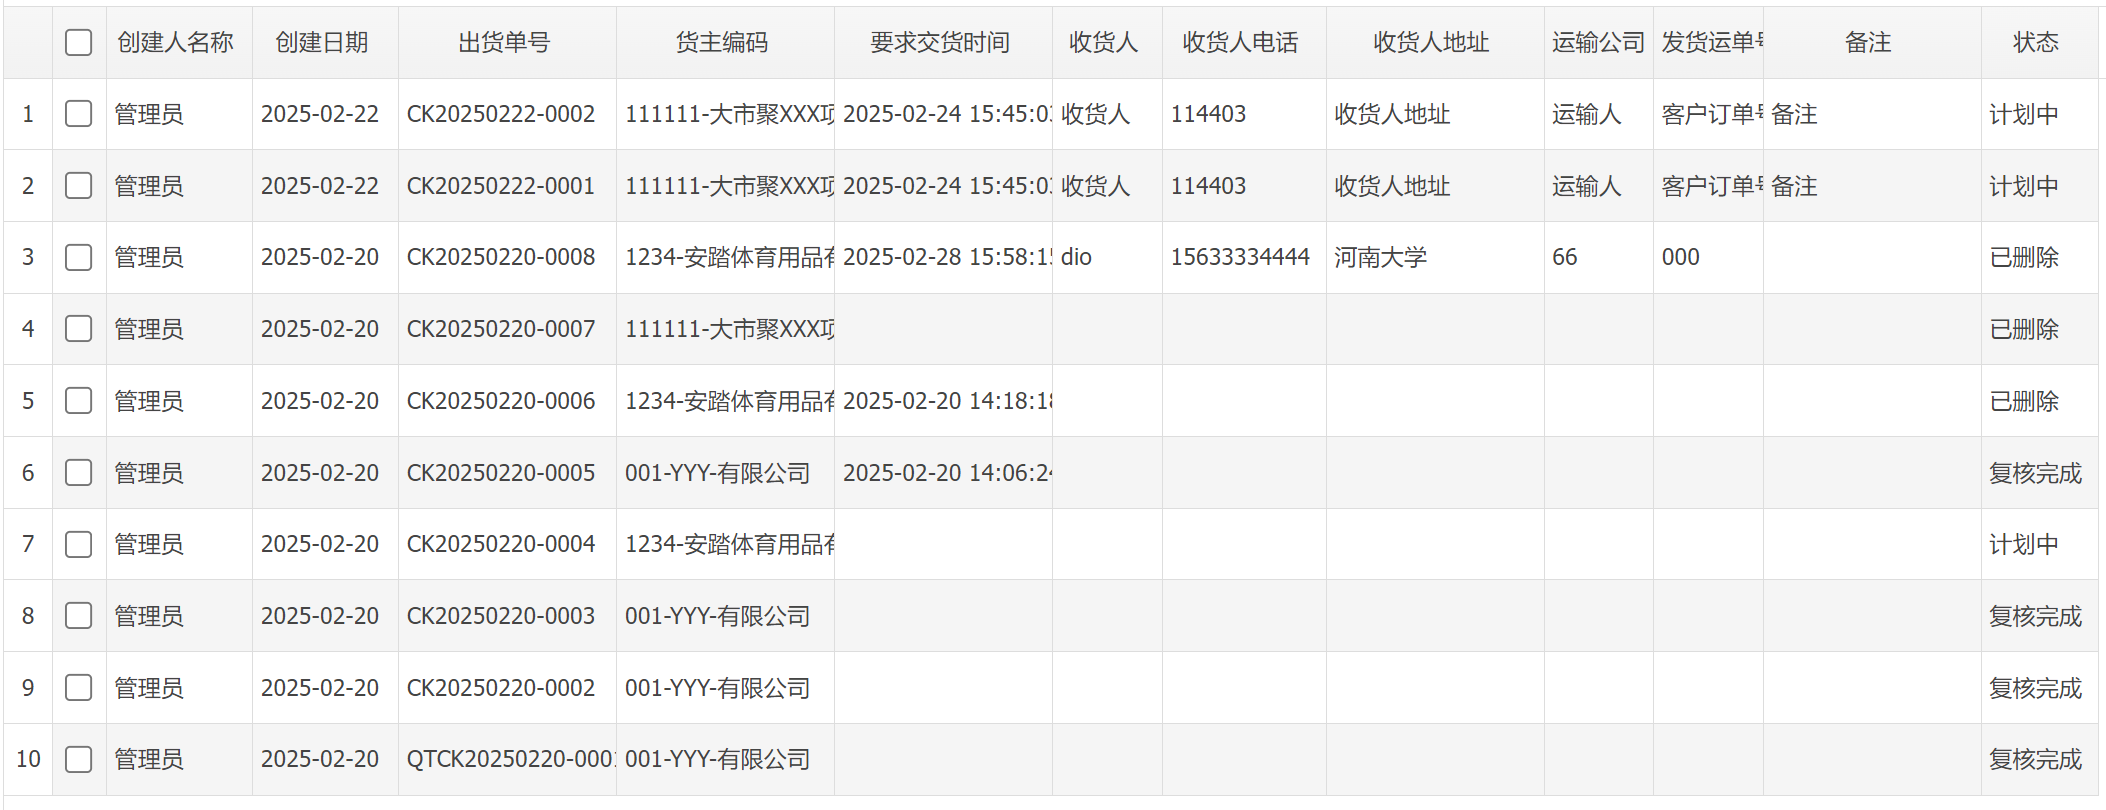 创建人名称 创建日期 出货单号 货主编码 要求交货时间 收货人 收货人电话 收货人地址 运输公司 发货运单号 备注 状态
1 管理员 2025-02-22 CK20250222-0002 111111-大市聚XXX项 2025-02-24 15:45:03 收货人 114403 收货人地址 运输人 客户订单号 备注 计划中
2 管理员 2025-02-22 CK20250222-0001 111111-大市聚XXX项 2025-02-24 15:45:03 收货人 114403 收货人地址 运输人 客户订单号 备注 计划中
3 管理员 2025-02-20 CK20250220-0008 1234-安踏体育用品有 2025-02-28 15:58:15 dio 15633334444 河南大学 66 000 已删除
4 管理员 2025-02-20 CK20250220-0007 111111-大市聚XXX项 已删除
5 管理员 2025-02-20 CK20250220-0006 1234-安踏体育用品有 2025-02-20 14:18:18 已删除
6 管理员 2025-02-20 CK20250220-0005 001-YYY-有限公司 2025-02-20 14:06:24 复核完成
7 管理员 2025-02-20 CK20250220-0004 1234-安踏体育用品有 计划中
8 管理员 2025-02-20 CK20250220-0003 001-YYY-有限公司 复核完成
9 管理员 2025-02-20 CK20250220-0002 001-YYY-有限公司 复核完成
10 管理员 2025-02-20 QTCK20250220-0001 001-YYY-有限公司 复核完成